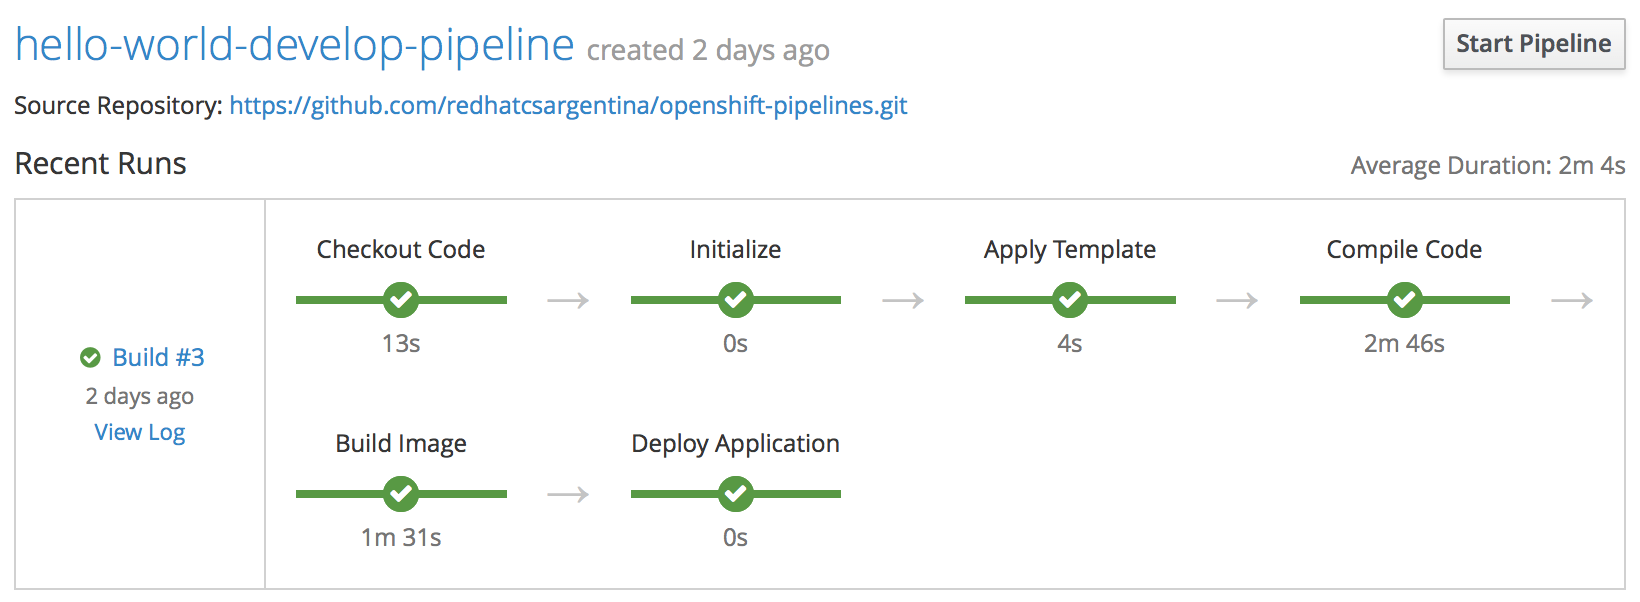 hello-world-develop-pipeline created 2 days ago
Start Pipeline
Source Repository: https://github.com/redhatcsargentina/openshift-pipelines.git
Recent Runs
Average Duration: 2m 4s
Build #3
2 days ago
View Log
Checkout Code
13s
Initialize
0s
Apply Template
4s
Compile Code
2m 46s
Build Image
1m 31s
Deploy Application
0s